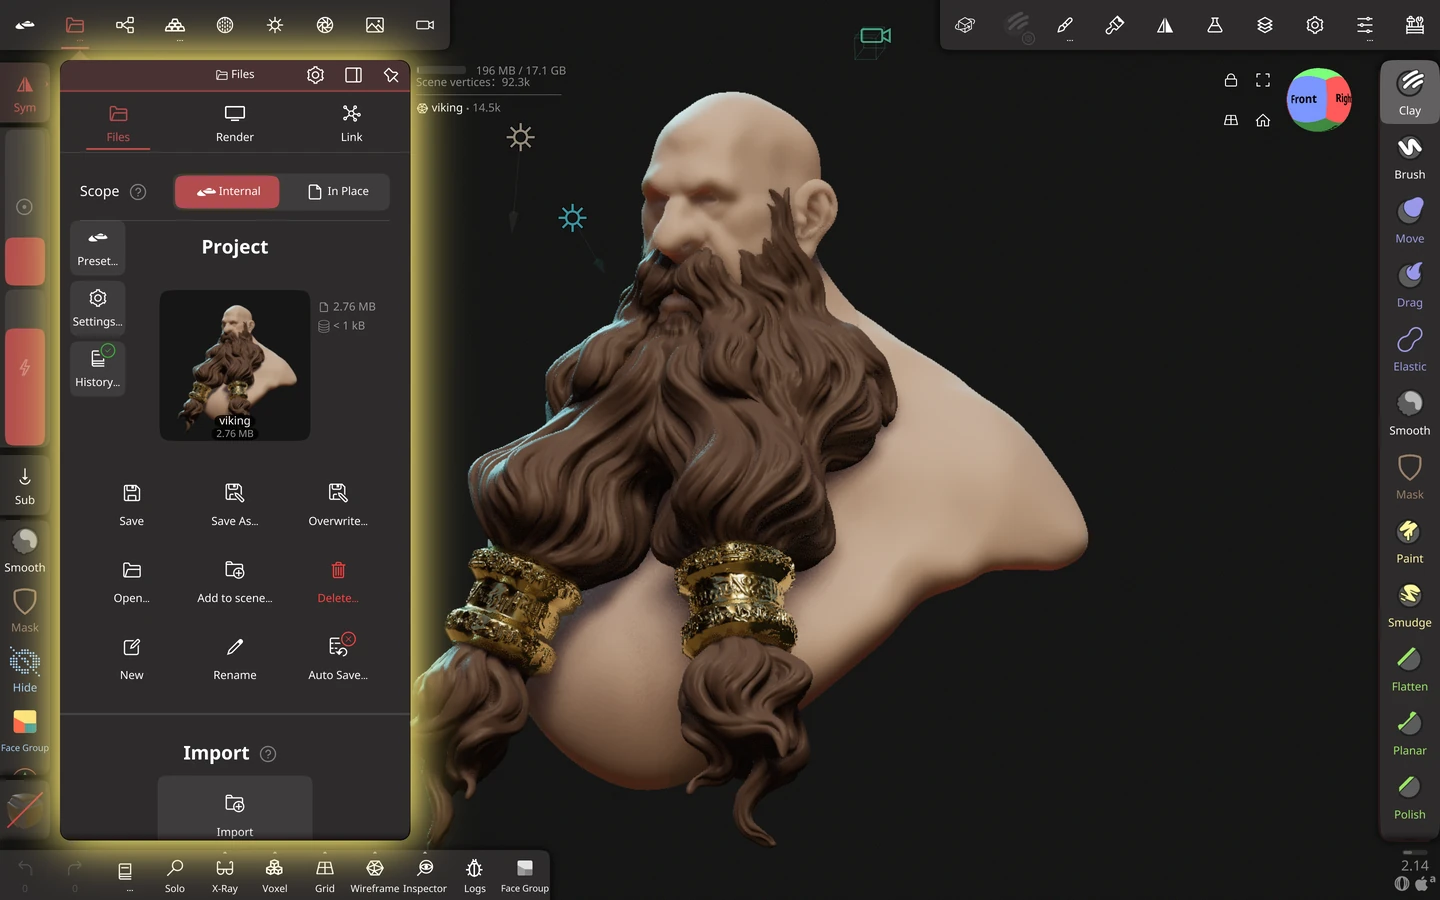 Files
196 MB / 17.1 GB
Scene vertices: 92.3k
viking • 14.5k
Front
Righ
Sym
Files
Render
Link
Scope
Internal
In Place
Project
Preset...
Settings...
History...
2.76 MB
< 1 kB
viking
2.76 MB
Save
Save As...
Overwrite...
Open...
Add to scene...
Delete...
New
Rename
Auto Save...
Import
Import
Sub
Smooth
Mask
Hide
Face Group
Clay
Brush
Move
Drag
Elastic
Smooth
Mask
Paint
Smudge
Flatten
Planar
Polish
0
0
...
Solo
X-Ray
Voxel
Grid
Wireframe
Inspector
Logs
Face Group
2.14
a